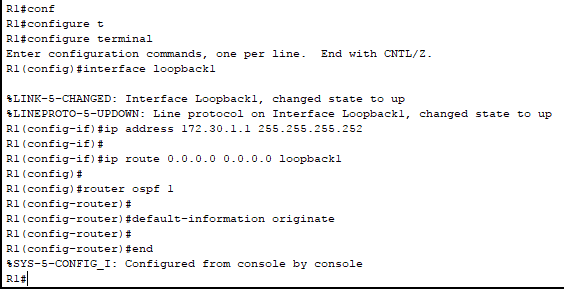 R1#conf
R1#configure t
R1#configure terminal
Enter configuration commands, one per line.  End with CNTL/Z.
R1(config)#interface loopback1
%LINK-5-CHANGED: Interface Loopback1, changed state to up
%LINEPROTO-5-UPDOWN: Line protocol on Interface Loopback1, changed state to up
R1(config-if)#ip address 172.30.1.1 255.255.255.252
R1(config-if)#
R1(config-if)#ip route 0.0.0.0 0.0.0.0 loopback1
R1(config)#
R1(config)#router ospf 1
R1(config-router)#
R1(config-router)#default-information originate
R1(config-router)#
R1(config-router)#end
%SYS-5-CONFIG_I: Configured from console by console
R1#